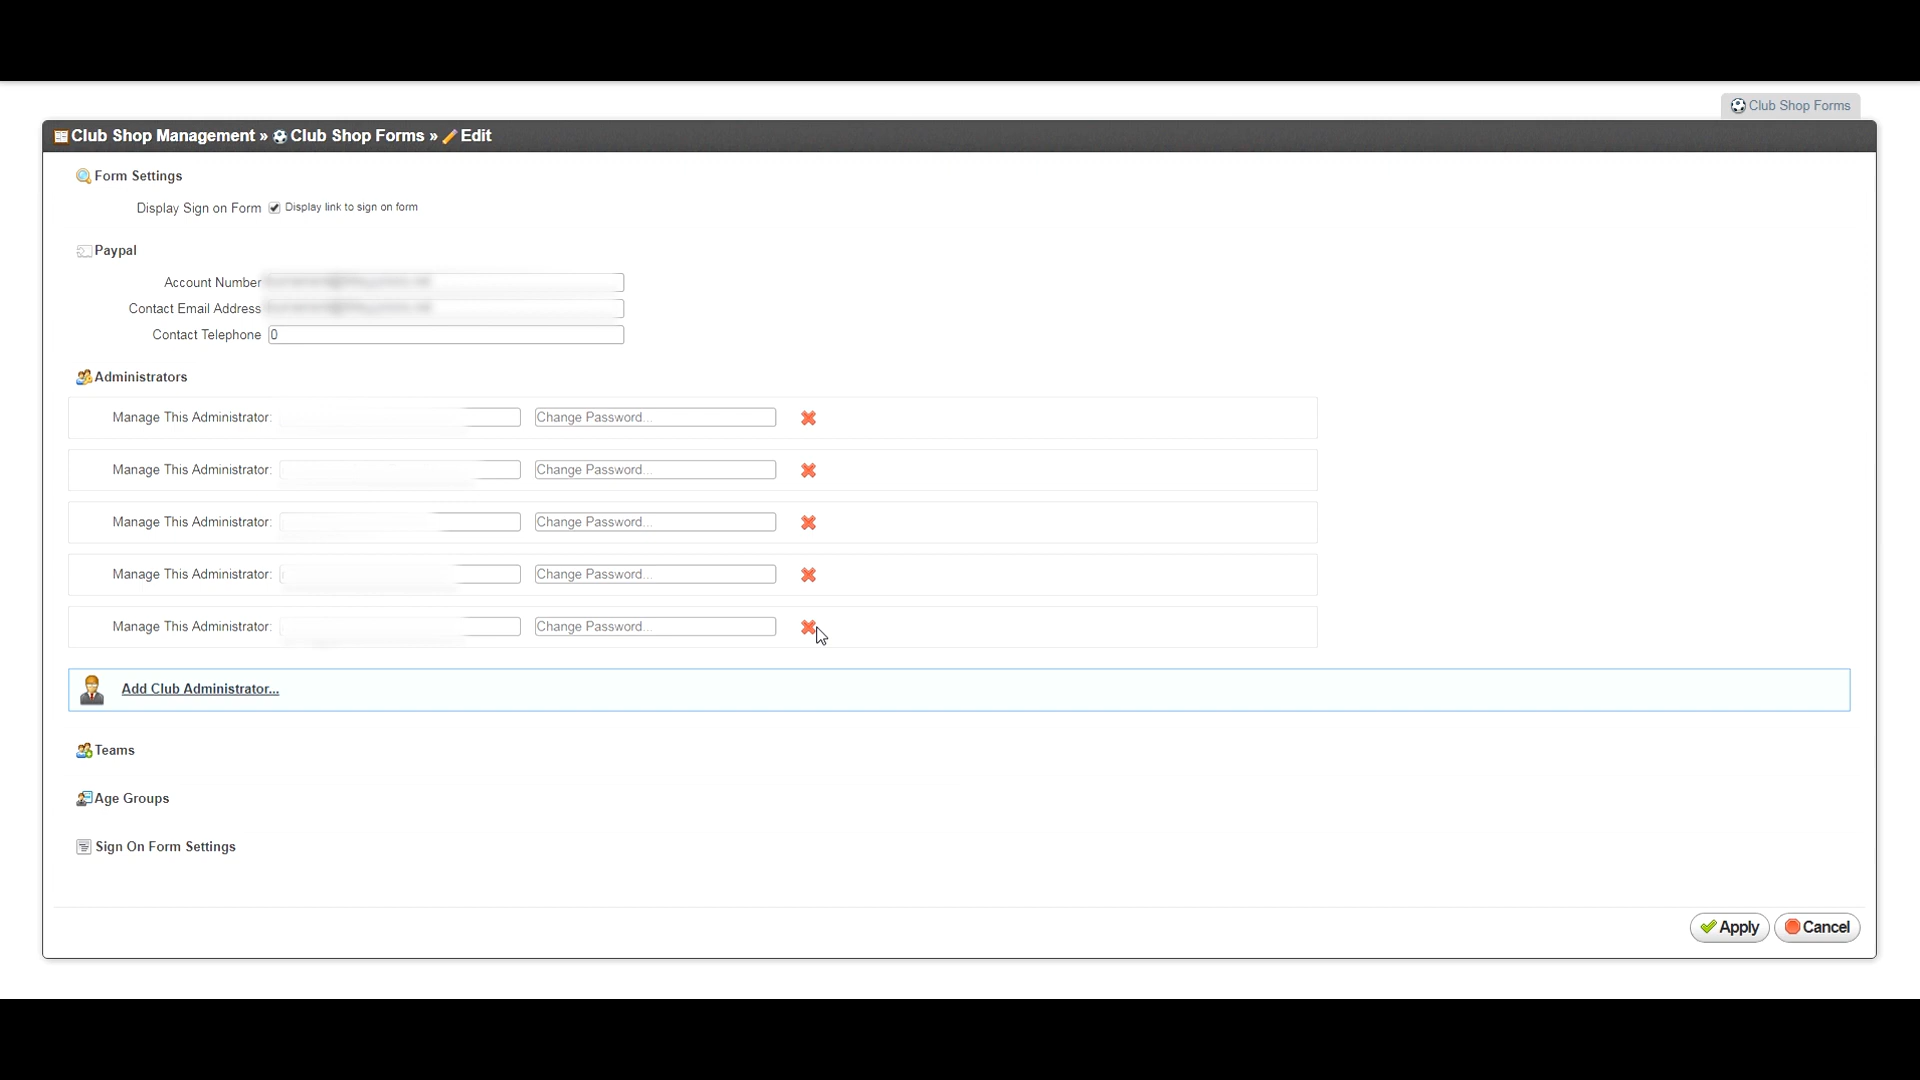 Club Shop Forms
Club Shop Management » Club Shop Forms » Edit
Form Settings
Display Sign on Form Display link to sign on form
Paypal
Account Number
Contact Email Address
Contact Telephone 0
Administrators
Manage This Administrator: Change Password...
Manage This Administrator: Change Password...
Manage This Administrator: Change Password...
Manage This Administrator: Change Password...
Manage This Administrator: Change Password...
Add Club Administrator...
Teams
Age Groups
Sign On Form Settings
Apply Cancel